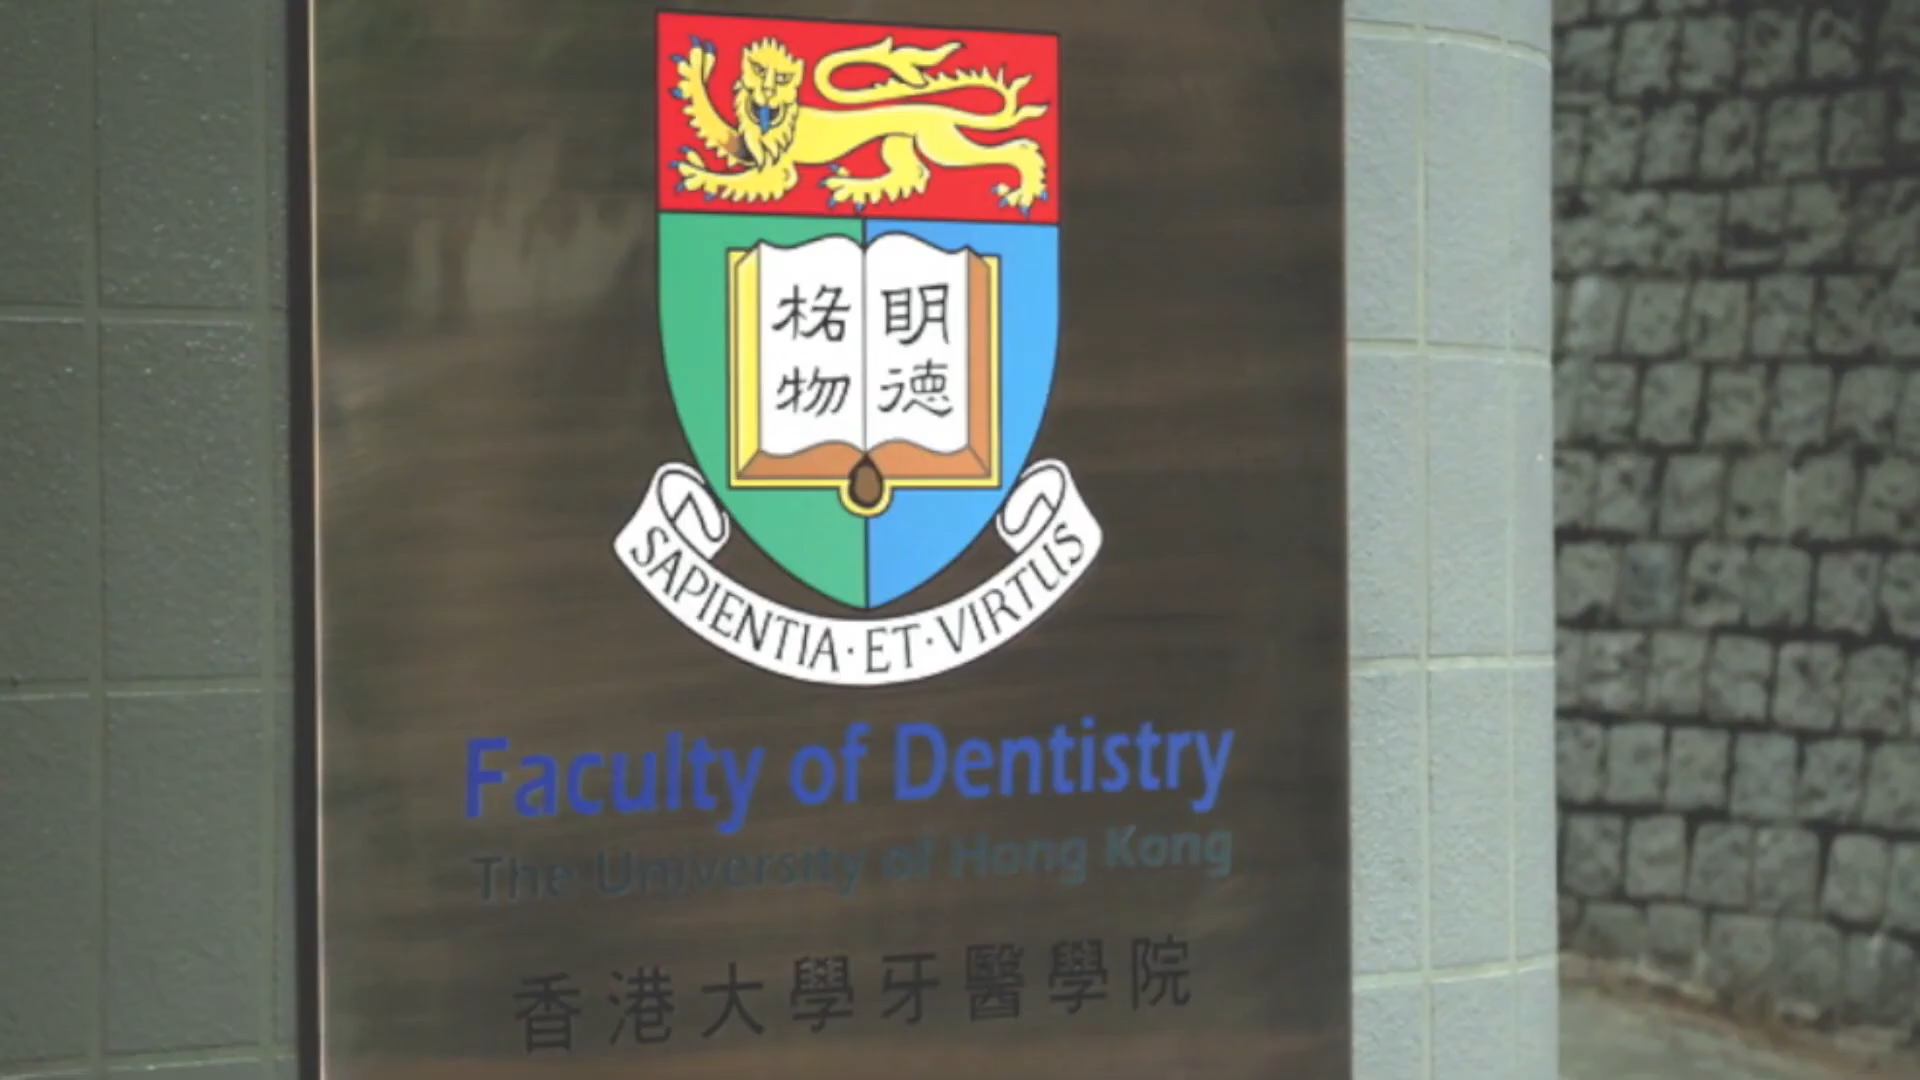 明德
格物
SAPIENTIA·ET·VIRTUS
Faculty of Dentistry
The University of Hong Kong
香港大學牙醫學院